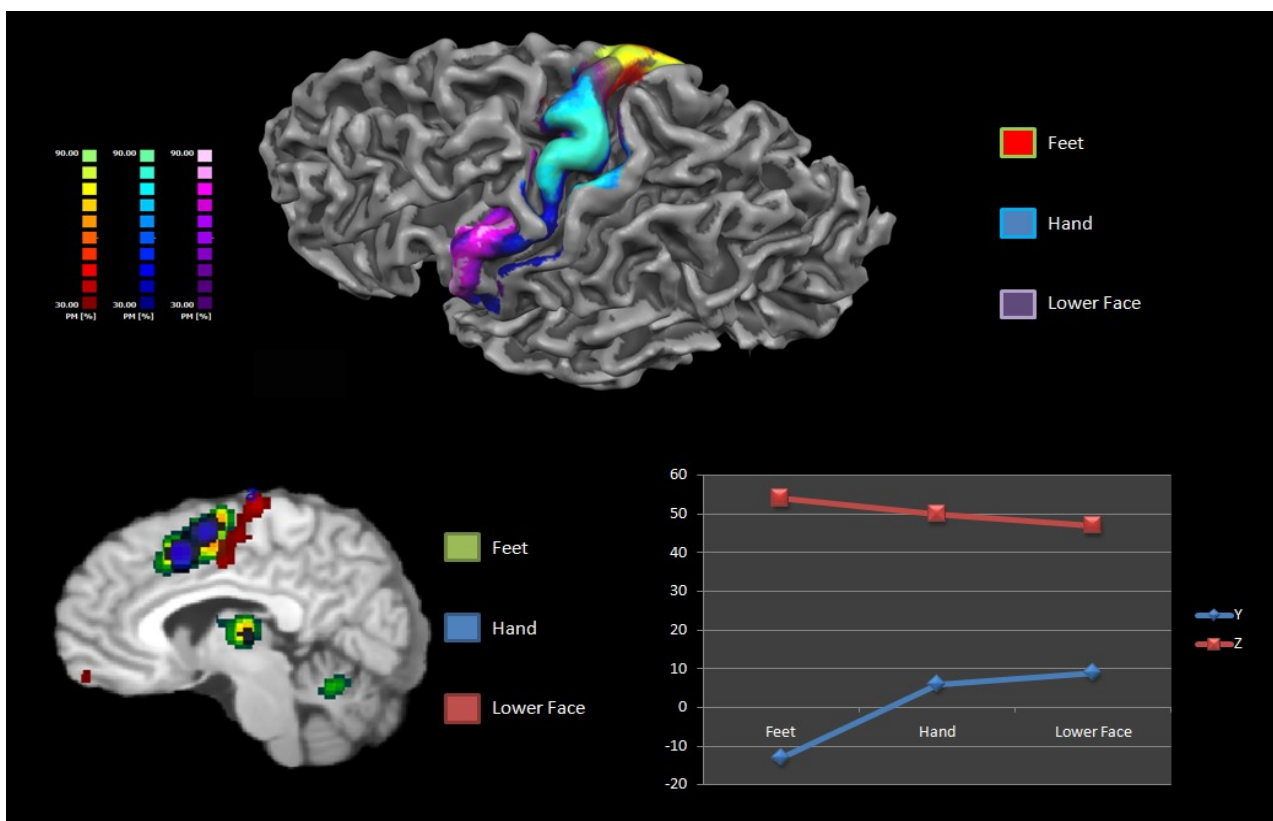 90.00 90.00 90.00
30.00 30.00 30.00
PM [%] PM [%] PM [%]
Feet
Hand
Lower Face
Feet
Hand
Lower Face
60
50
40
30
20
10
0
-10
-20
Feet Hand Lower Face
Y
Z